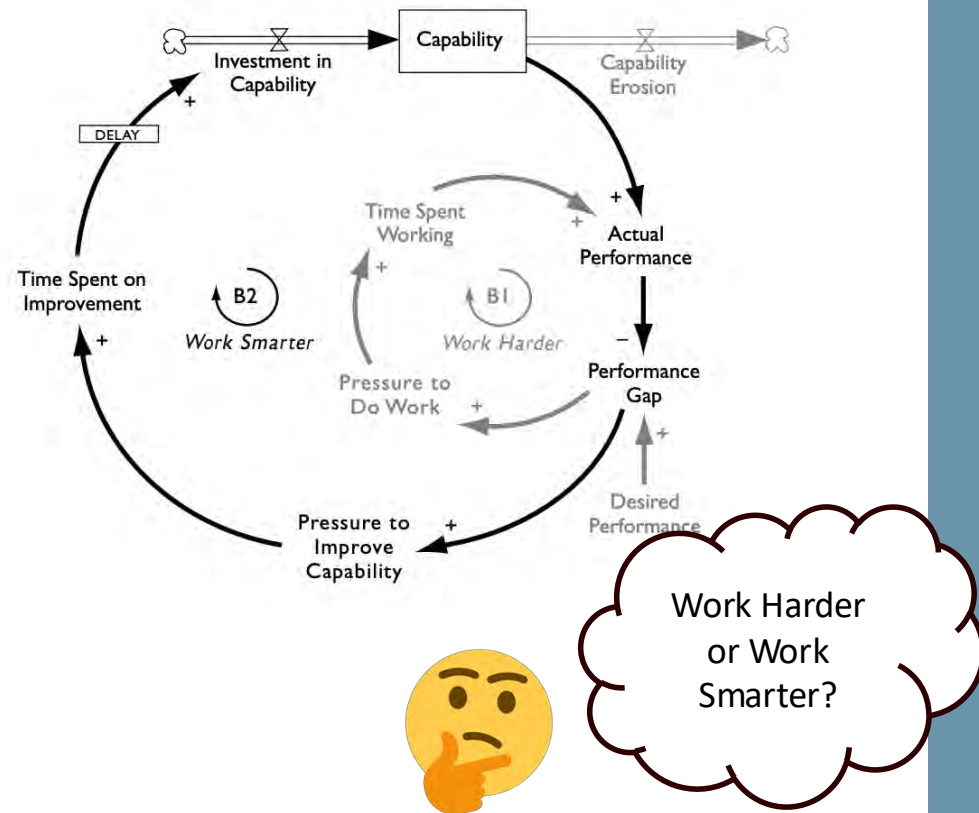 Capability
Investment in
Capability
Capability
Erosion
+
DELAY
+
Time Spent
Working
+
Actual
Performance
+
Time Spent on
Improvement
B2
Work Smarter
B1
Work Harder
+
–
Performance
Gap
Pressure to
Do Work
+
+
Desired
Performance
Pressure to
Improve
Capability
+
Work Harder
or Work
Smarter?